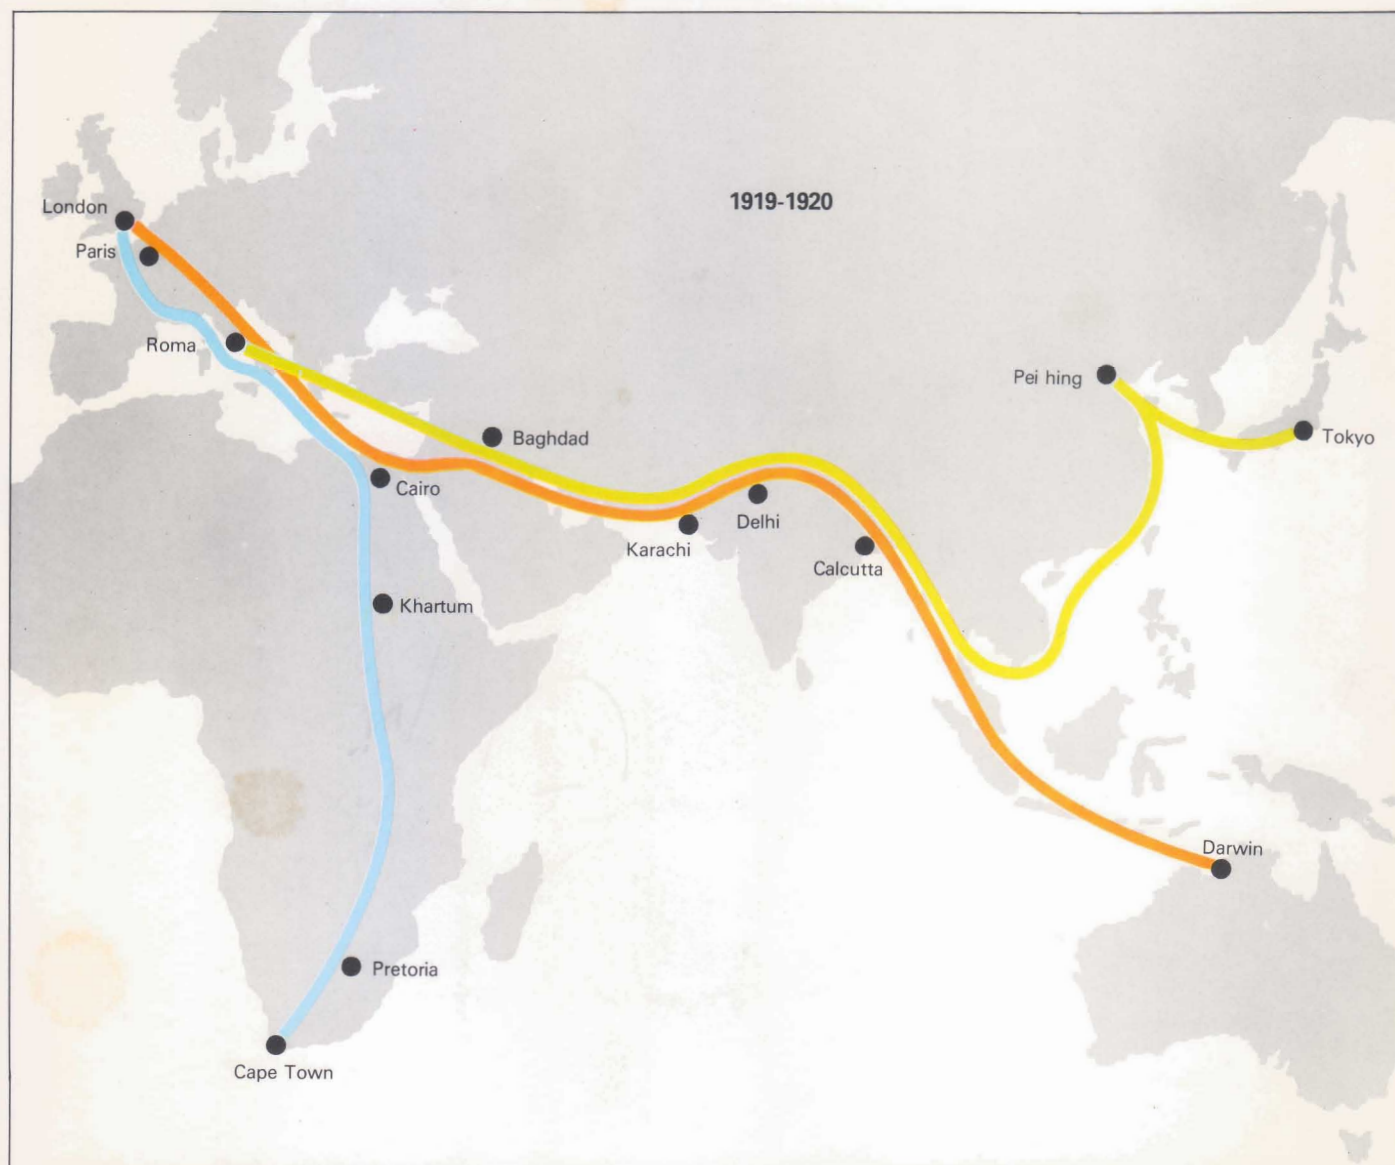 1919-1920
London
Paris
Roma
Pei hing
Baghdad
Tokyo
Cairo
Delhi
Karachi
Calcutta
Khartum
Darwin
Pretoria
Cape Town